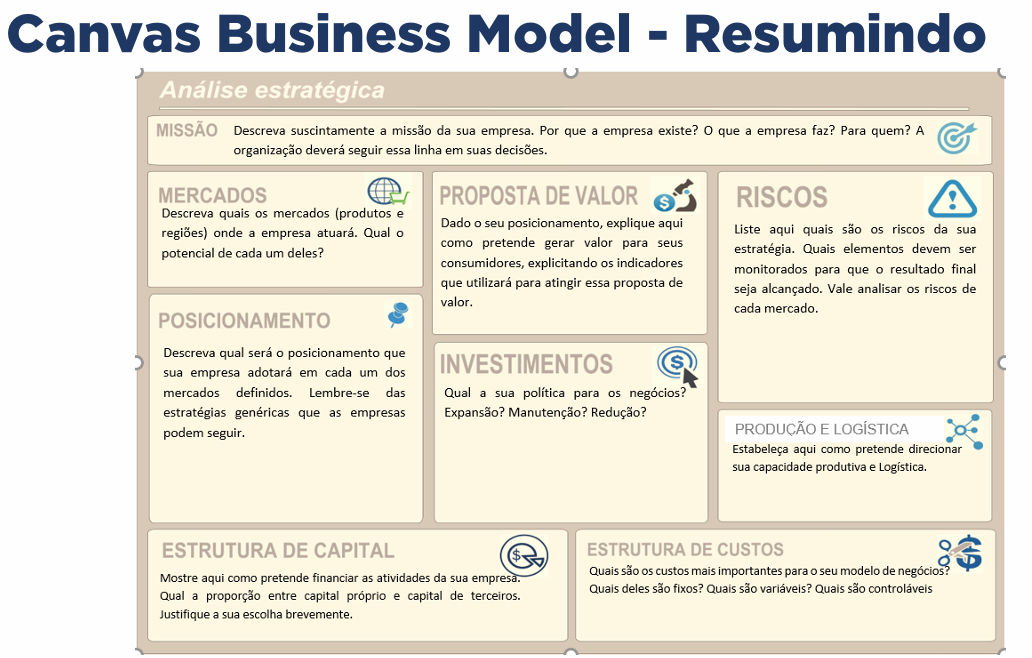 Canvas Business Model - Resumindo
Análise estratégica
MISSÃO
Descreva suscintamente a missão da sua empresa. Por que a empresa existe? O que a empresa faz? Para quem? A
organização deverá seguir essa linha em suas decisões.
MERCADOS
Descreva quais os mercados (produtos e
regiões) onde a empresa atuará. Qual o
potencial de cada um deles?
POSICIONAMENTO
Descreva qual será o posicionamento que
sua empresa adotará em cada um dos
mercados definidos. Lembre-se das
estratégias genéricas que as empresas
podem seguir.
PROPOSTA DE VALOR
Dado o seu posicionamento, explique aqui
como pretende gerar valor para seus
consumidores, explicitando os indicadores
que utilizará para atingir essa proposta de
valor.
INVESTIMENTOS
Qual a sua política para os negócios?
Expansão? Manutenção? Redução?
RISCOS
Liste aqui quais são os riscos da sua
estratégia. Quais elementos devem ser
monitorados para que o resultado final
seja alcançado. Vale analisar os riscos de
cada mercado.
PRODUÇÃO E LOGÍSTICA
Estabeleça aqui como pretende direcionar
sua capacidade produtiva e Logística.
ESTRUTURA DE CAPITAL
Mostre aqui como pretende financiar as atividades da sua empresa.
Qual a proporção entre capital próprio e capital de terceiros.
Justifique a sua escolha brevemente.
ESTRUTURA DE CUSTOS
Quais são os custos mais importantes para o seu modelo de negócios?
Quais deles são fixos? Quais são variáveis? Quais são controláveis